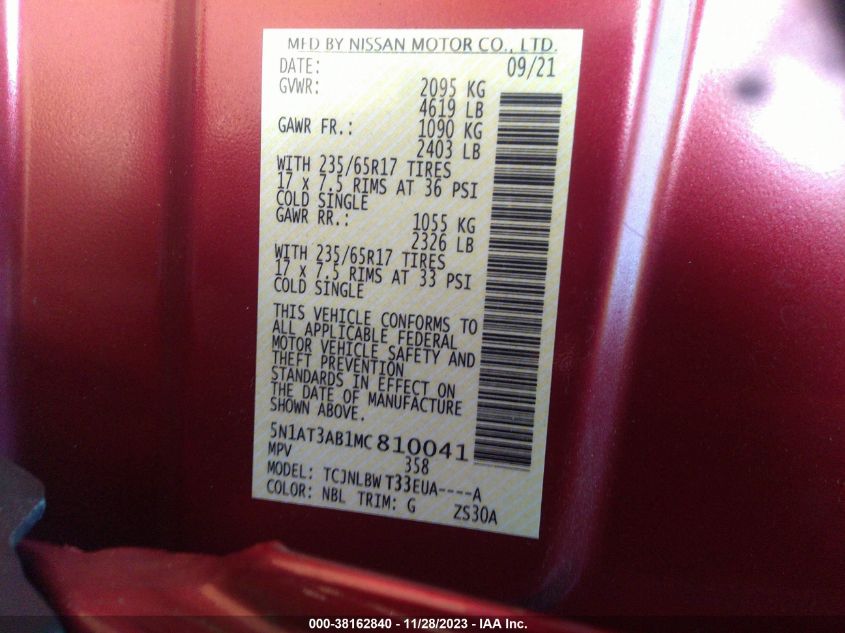 MFD BY NISSAN MOTOR CO., LTD.
DATE: 09/21
GVWR: 2095 KG
4619 LB
GAWR FR.: 1090 KG
2403 LB
WITH 235/65R17 TIRES
17 x 7.5 RIMS AT 36 PSI
COLD SINGLE
GAWR RR.: 1055 KG
2326 LB
WITH 235/65R17 TIRES
17 x 7.5 RIMS AT 33 PSI
COLD SINGLE
THIS VEHICLE CONFORMS TO
ALL APPLICABLE FEDERAL
MOTOR VEHICLE SAFETY AND
THEFT PREVENTION
STANDARDS IN EFFECT ON
THE DATE OF MANUFACTURE
SHOWN ABOVE.
5N1AT3AB1MC810041
MPV 358
MODEL: TCJNLBW T33EUA----A
COLOR: NBL TRIM: G ZS30A
000-38162840 - 11/28/2023 - IAA Inc.